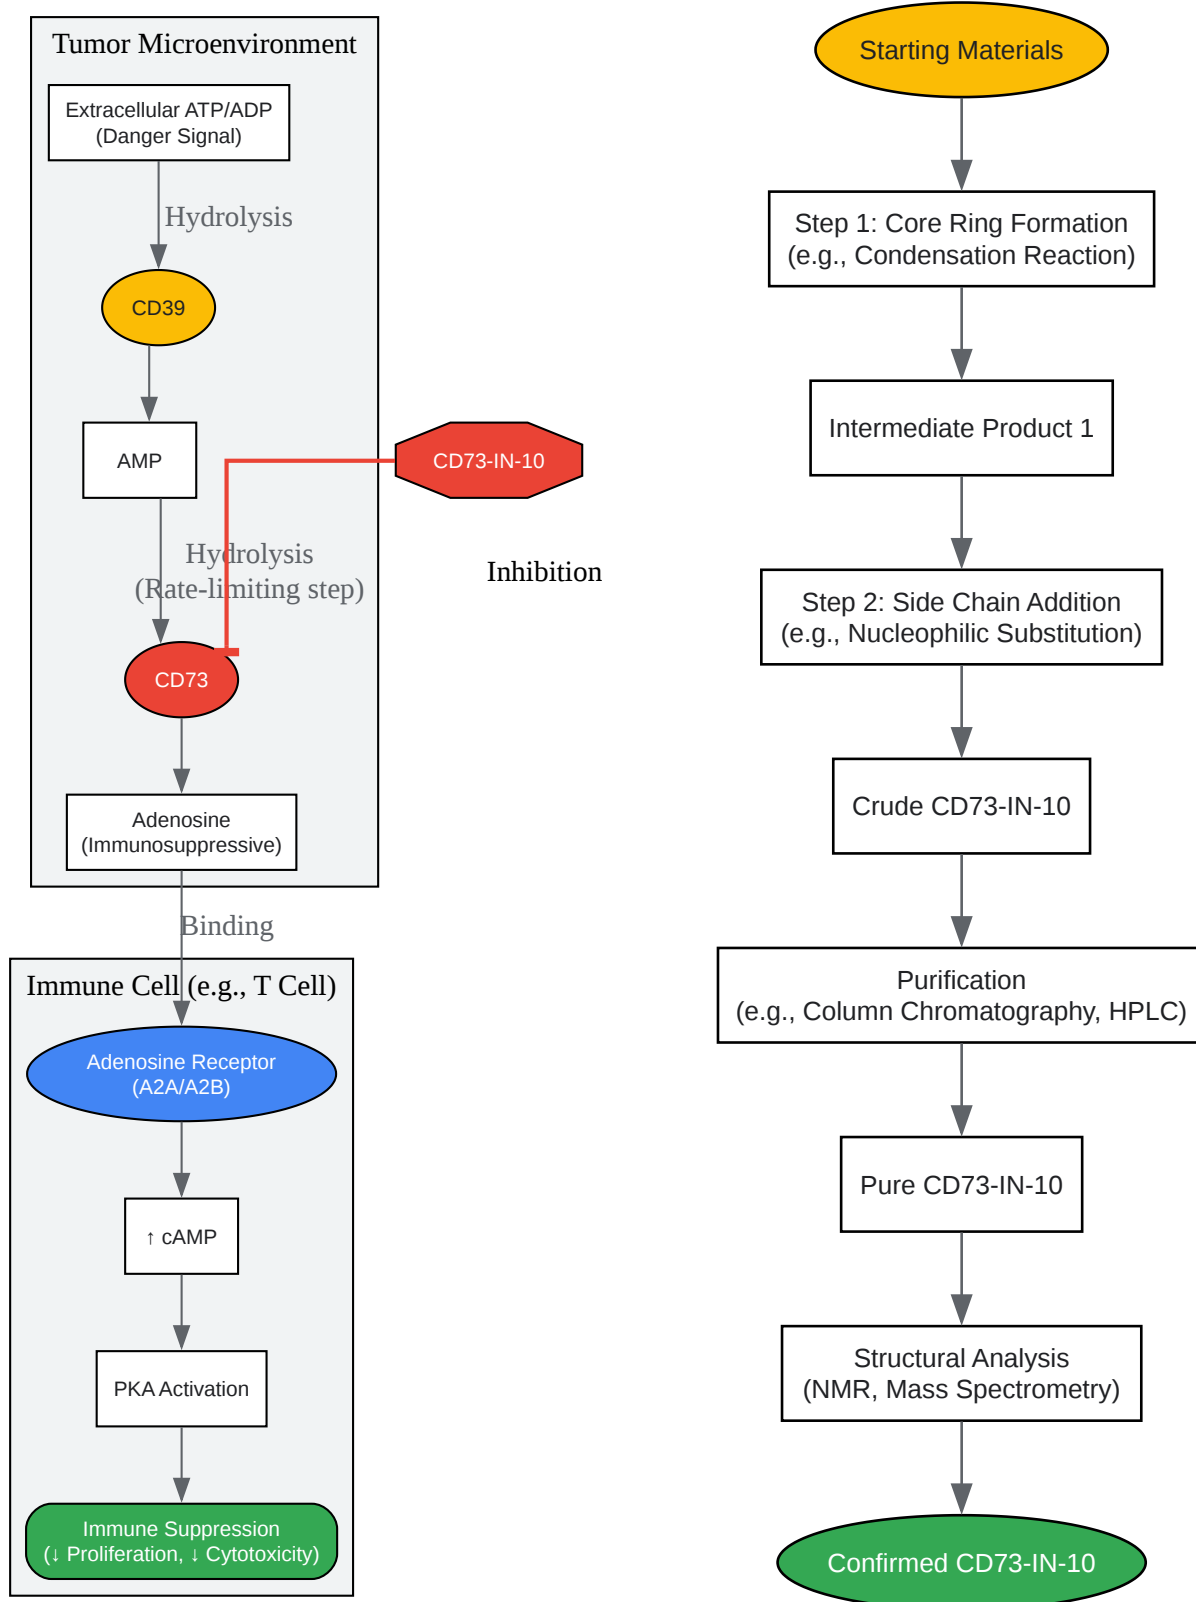 Tumor Microenvironment
Extracellular ATP/ADP
(Danger Signal)
Hydrolysis
CD39
AMP
CD73-IN-10
Hydrolysis
(Rate-limiting step)
Inhibition
CD73
Adenosine
(Immunosuppressive)
Binding
Immune Cell (e.g., T Cell)
Adenosine Receptor
(A2A/A2B)
↑ cAMP
PKA Activation
Immune Suppression
(↓ Proliferation, ↓ Cytotoxicity)
Starting Materials
Step 1: Core Ring Formation
(e.g., Condensation Reaction)
Intermediate Product 1
Step 2: Side Chain Addition
(e.g., Nucleophilic Substitution)
Crude CD73-IN-10
Purification
(e.g., Column Chromatography, HPLC)
Pure CD73-IN-10
Structural Analysis
(NMR, Mass Spectrometry)
Confirmed CD73-IN-10